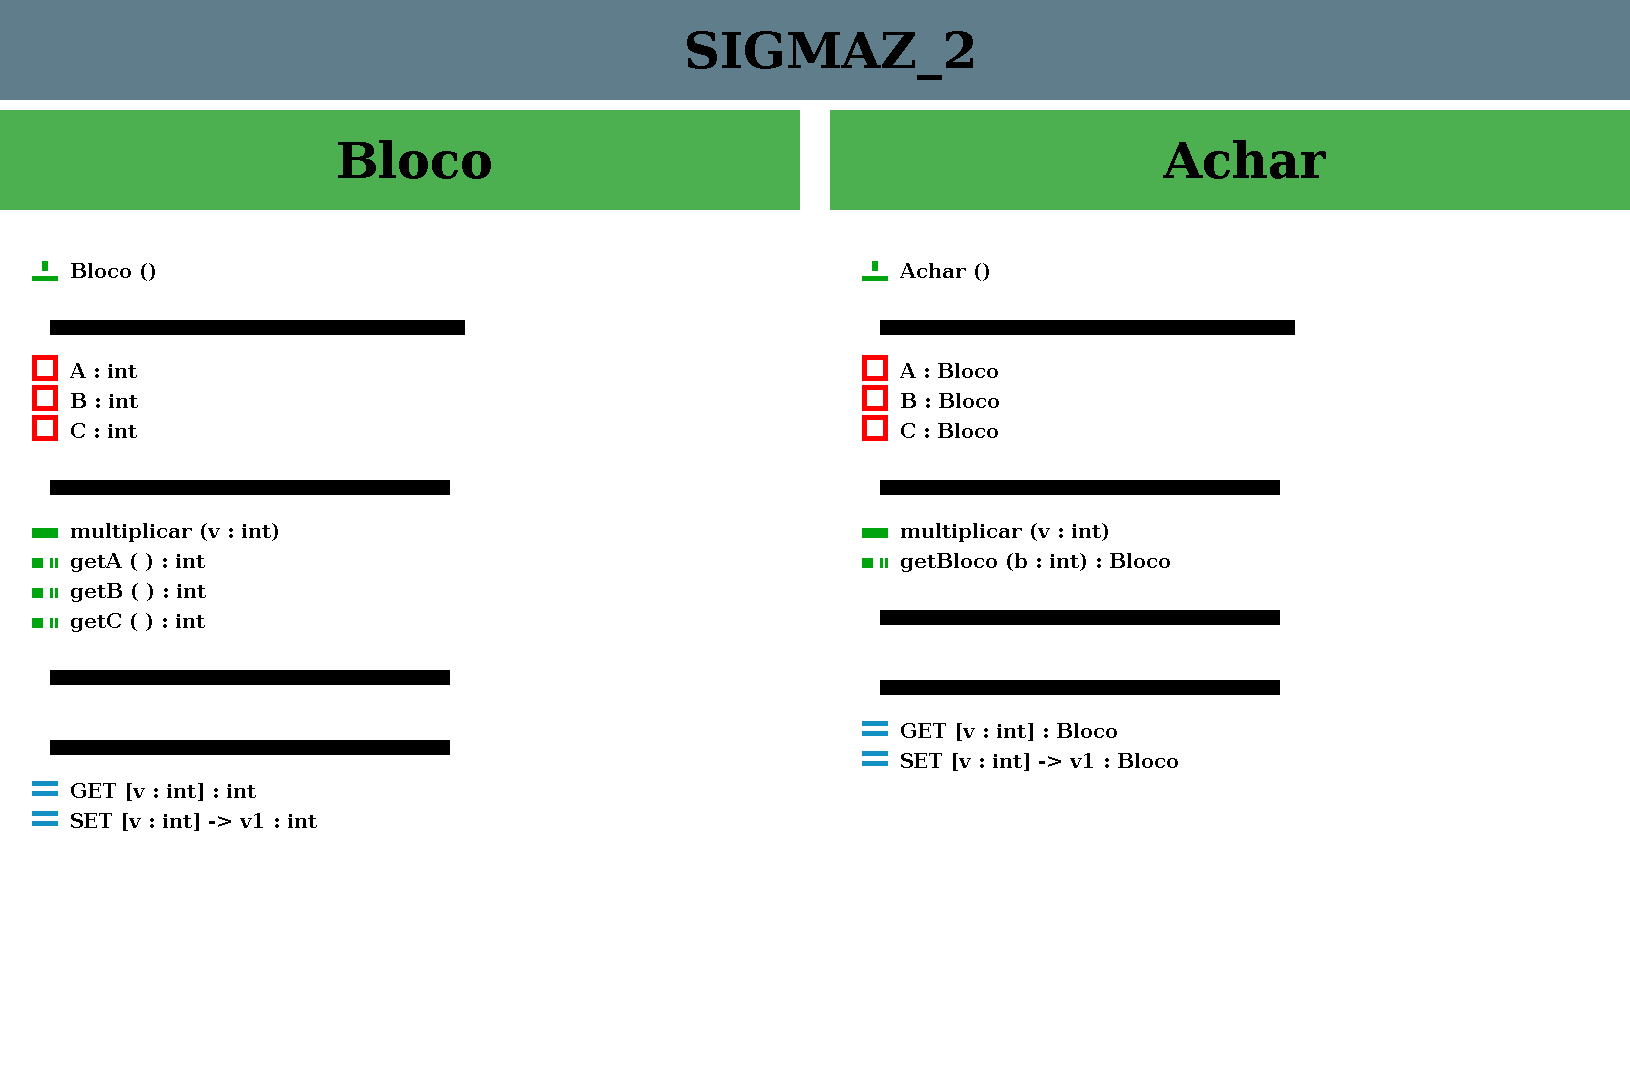 SIGMAZ_2
Bloco
Bloco ()
A : int
B : int
C : int
multiplicar (v : int)
getA ( ) : int
getB ( ) : int
getC ( ) : int
GET [v : int] : int
SET [v : int] -> v1 : int
Achar
Achar ()
A : Bloco
B : Bloco
C : Bloco
multiplicar (v : int)
getBloco (b : int) : Bloco
GET [v : int] : Bloco
SET [v : int] -> v1 : Bloco